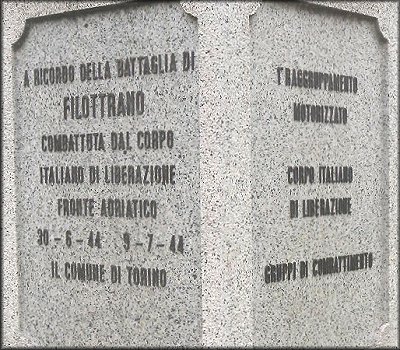 A RICORDO DELLA BATTAGLIA DI
FILOTTRANO
COMBATTUTA DAL CORPO
ITALIANO DI LIBERAZIONE
FRONTE ADRIATICO
30-6-44 9-7-44
IL COMUNE DI TORINO
1° RAGGRUPPAMENTO
MOTORIZZATO
CORPO ITALIANO
DI LIBERAZIONE
GRUPPI DI COMBATTIMENTO